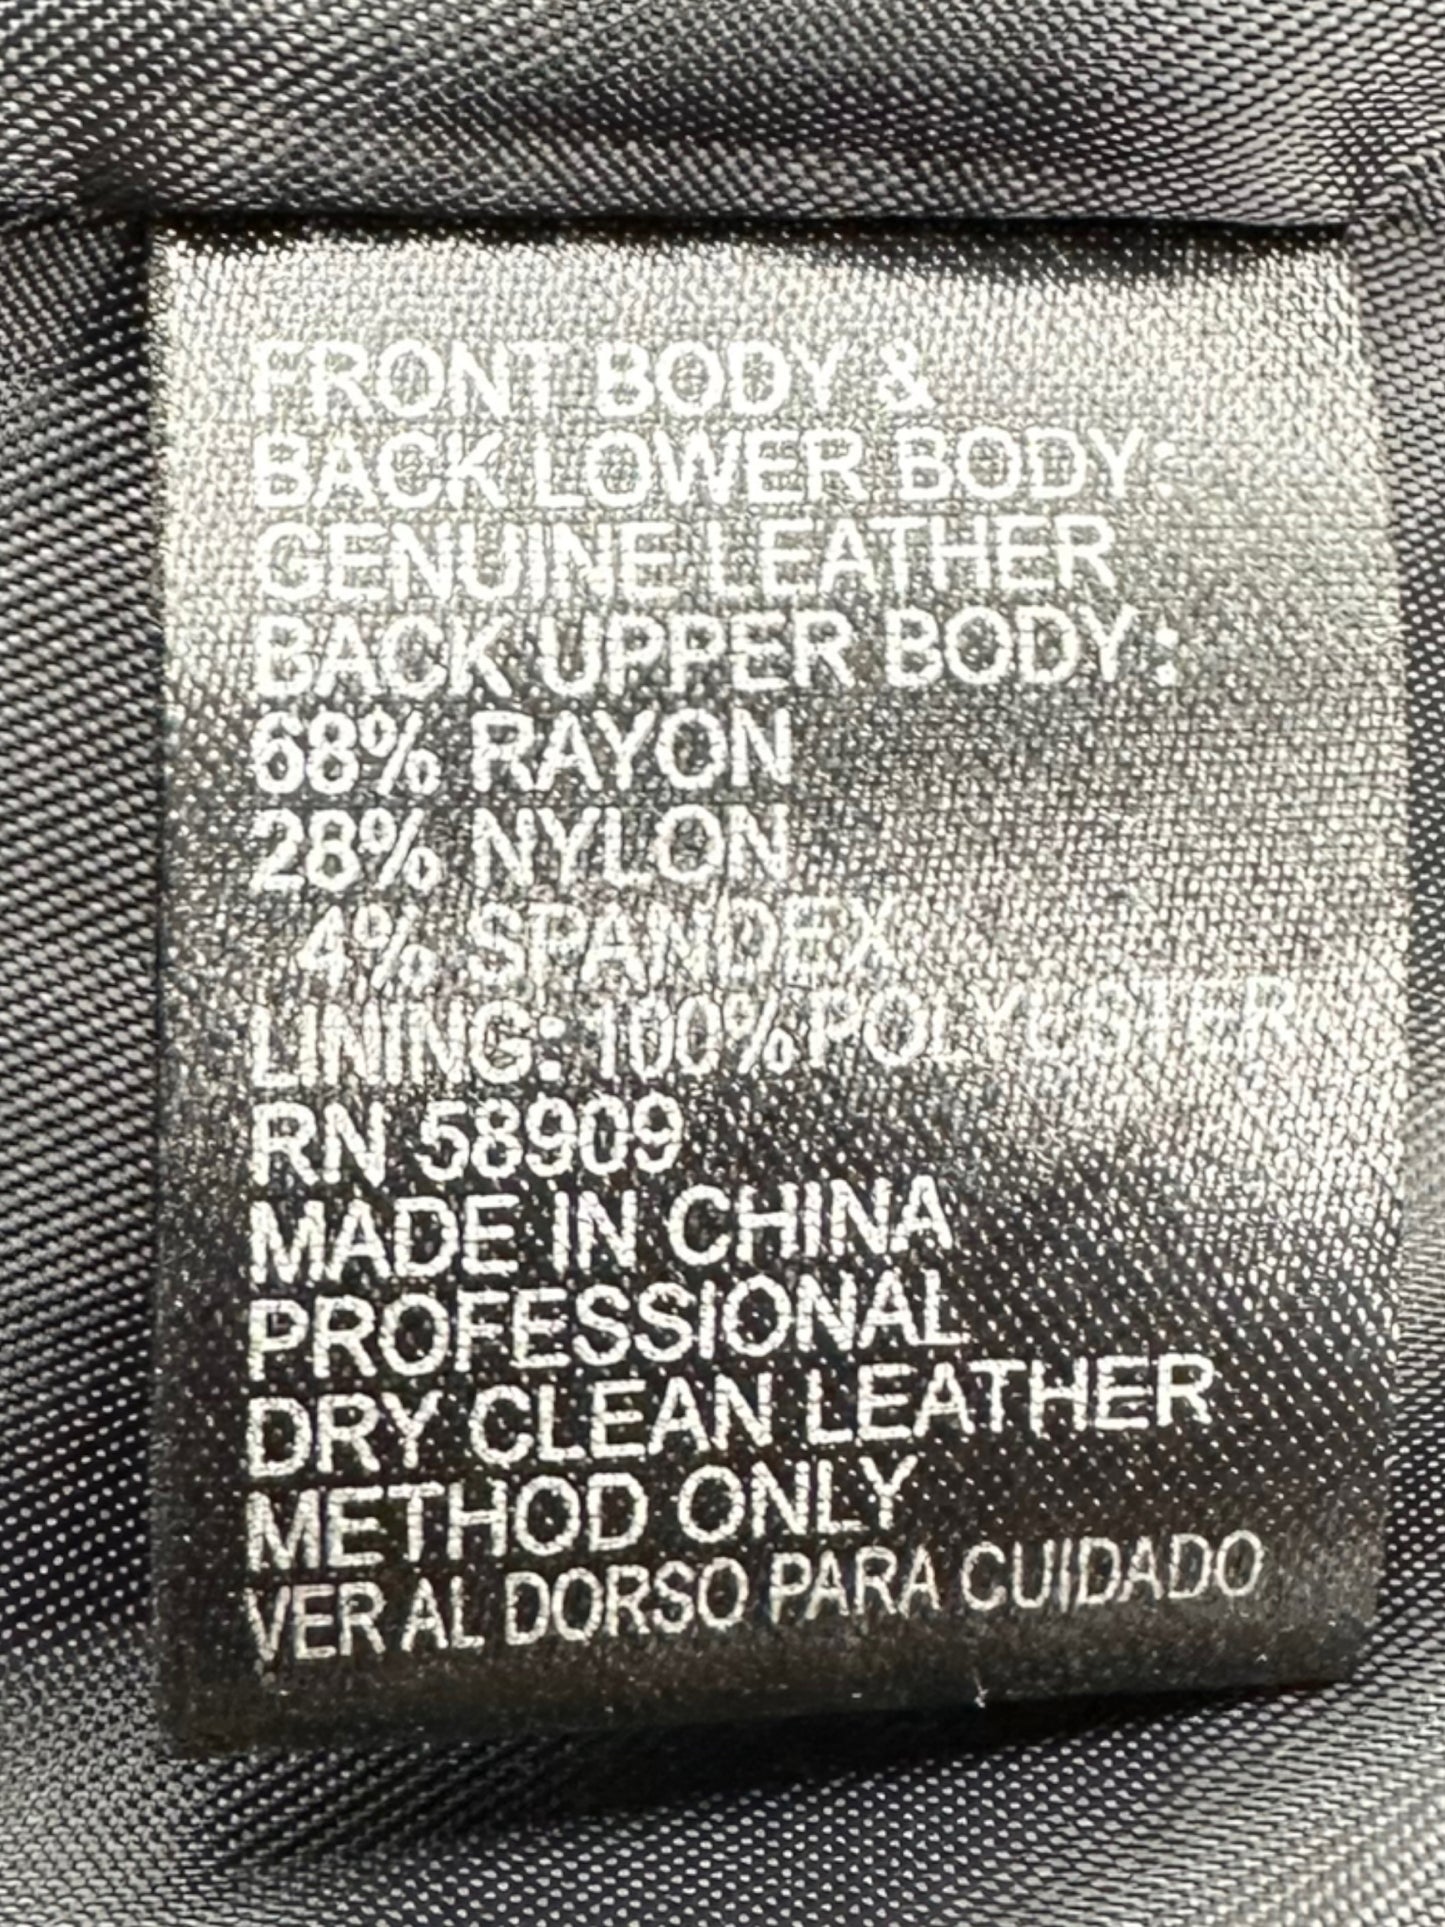 FRONT BODY &
BACK LOWER BODY:
GENUINE LEATHER
BACK UPPER BODY:
68% RAYON
28% NYLON
4% SPANDEX
LINING: 100% POLYESTER
RN 58909
MADE IN CHINA
PROFESSIONAL
DRY CLEAN LEATHER
METHOD ONLY
VER AL DORSO PARA CUIDADO